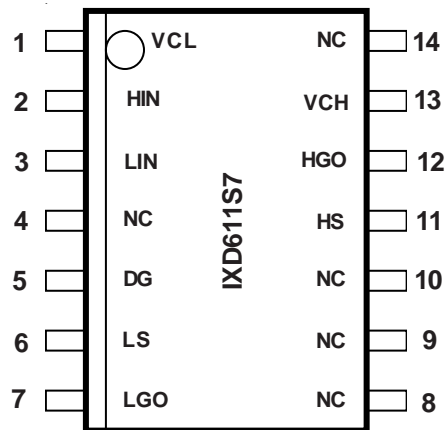 1 VCL NC 14
2 HIN VCH 13
3 LIN HGO 12
4 NC HS 11
5 DG NC 10
6 LS NC 9
7 LGO NC 8
IXD611S7